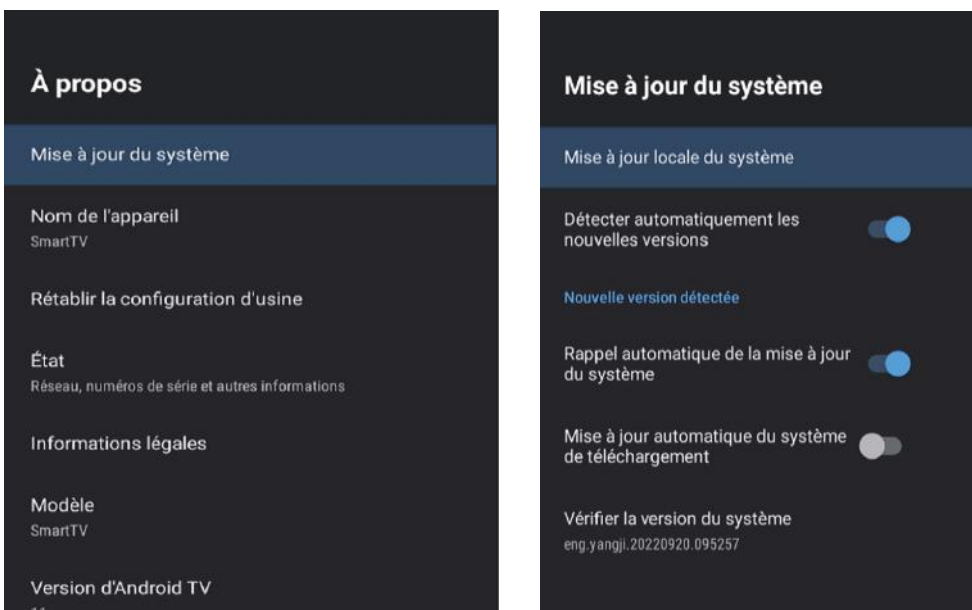 À propos
Mise à jour du système
Nom de l'appareil
SmartTV
Rétablir la configuration d'usine
État
Réseau, numéros de série et autres informations
Informations légales
Modèle
SmartTV
Version d'Android TV
Mise à jour du système
Mise à jour locale du système
Détecter automatiquement les
nouvelles versions
Nouvelle version détectée
Rappel automatique de la mise à jour
du système
Mise à jour automatique du système
de téléchargement
Vérifier la version du système
eng.yangji.20220920.095257